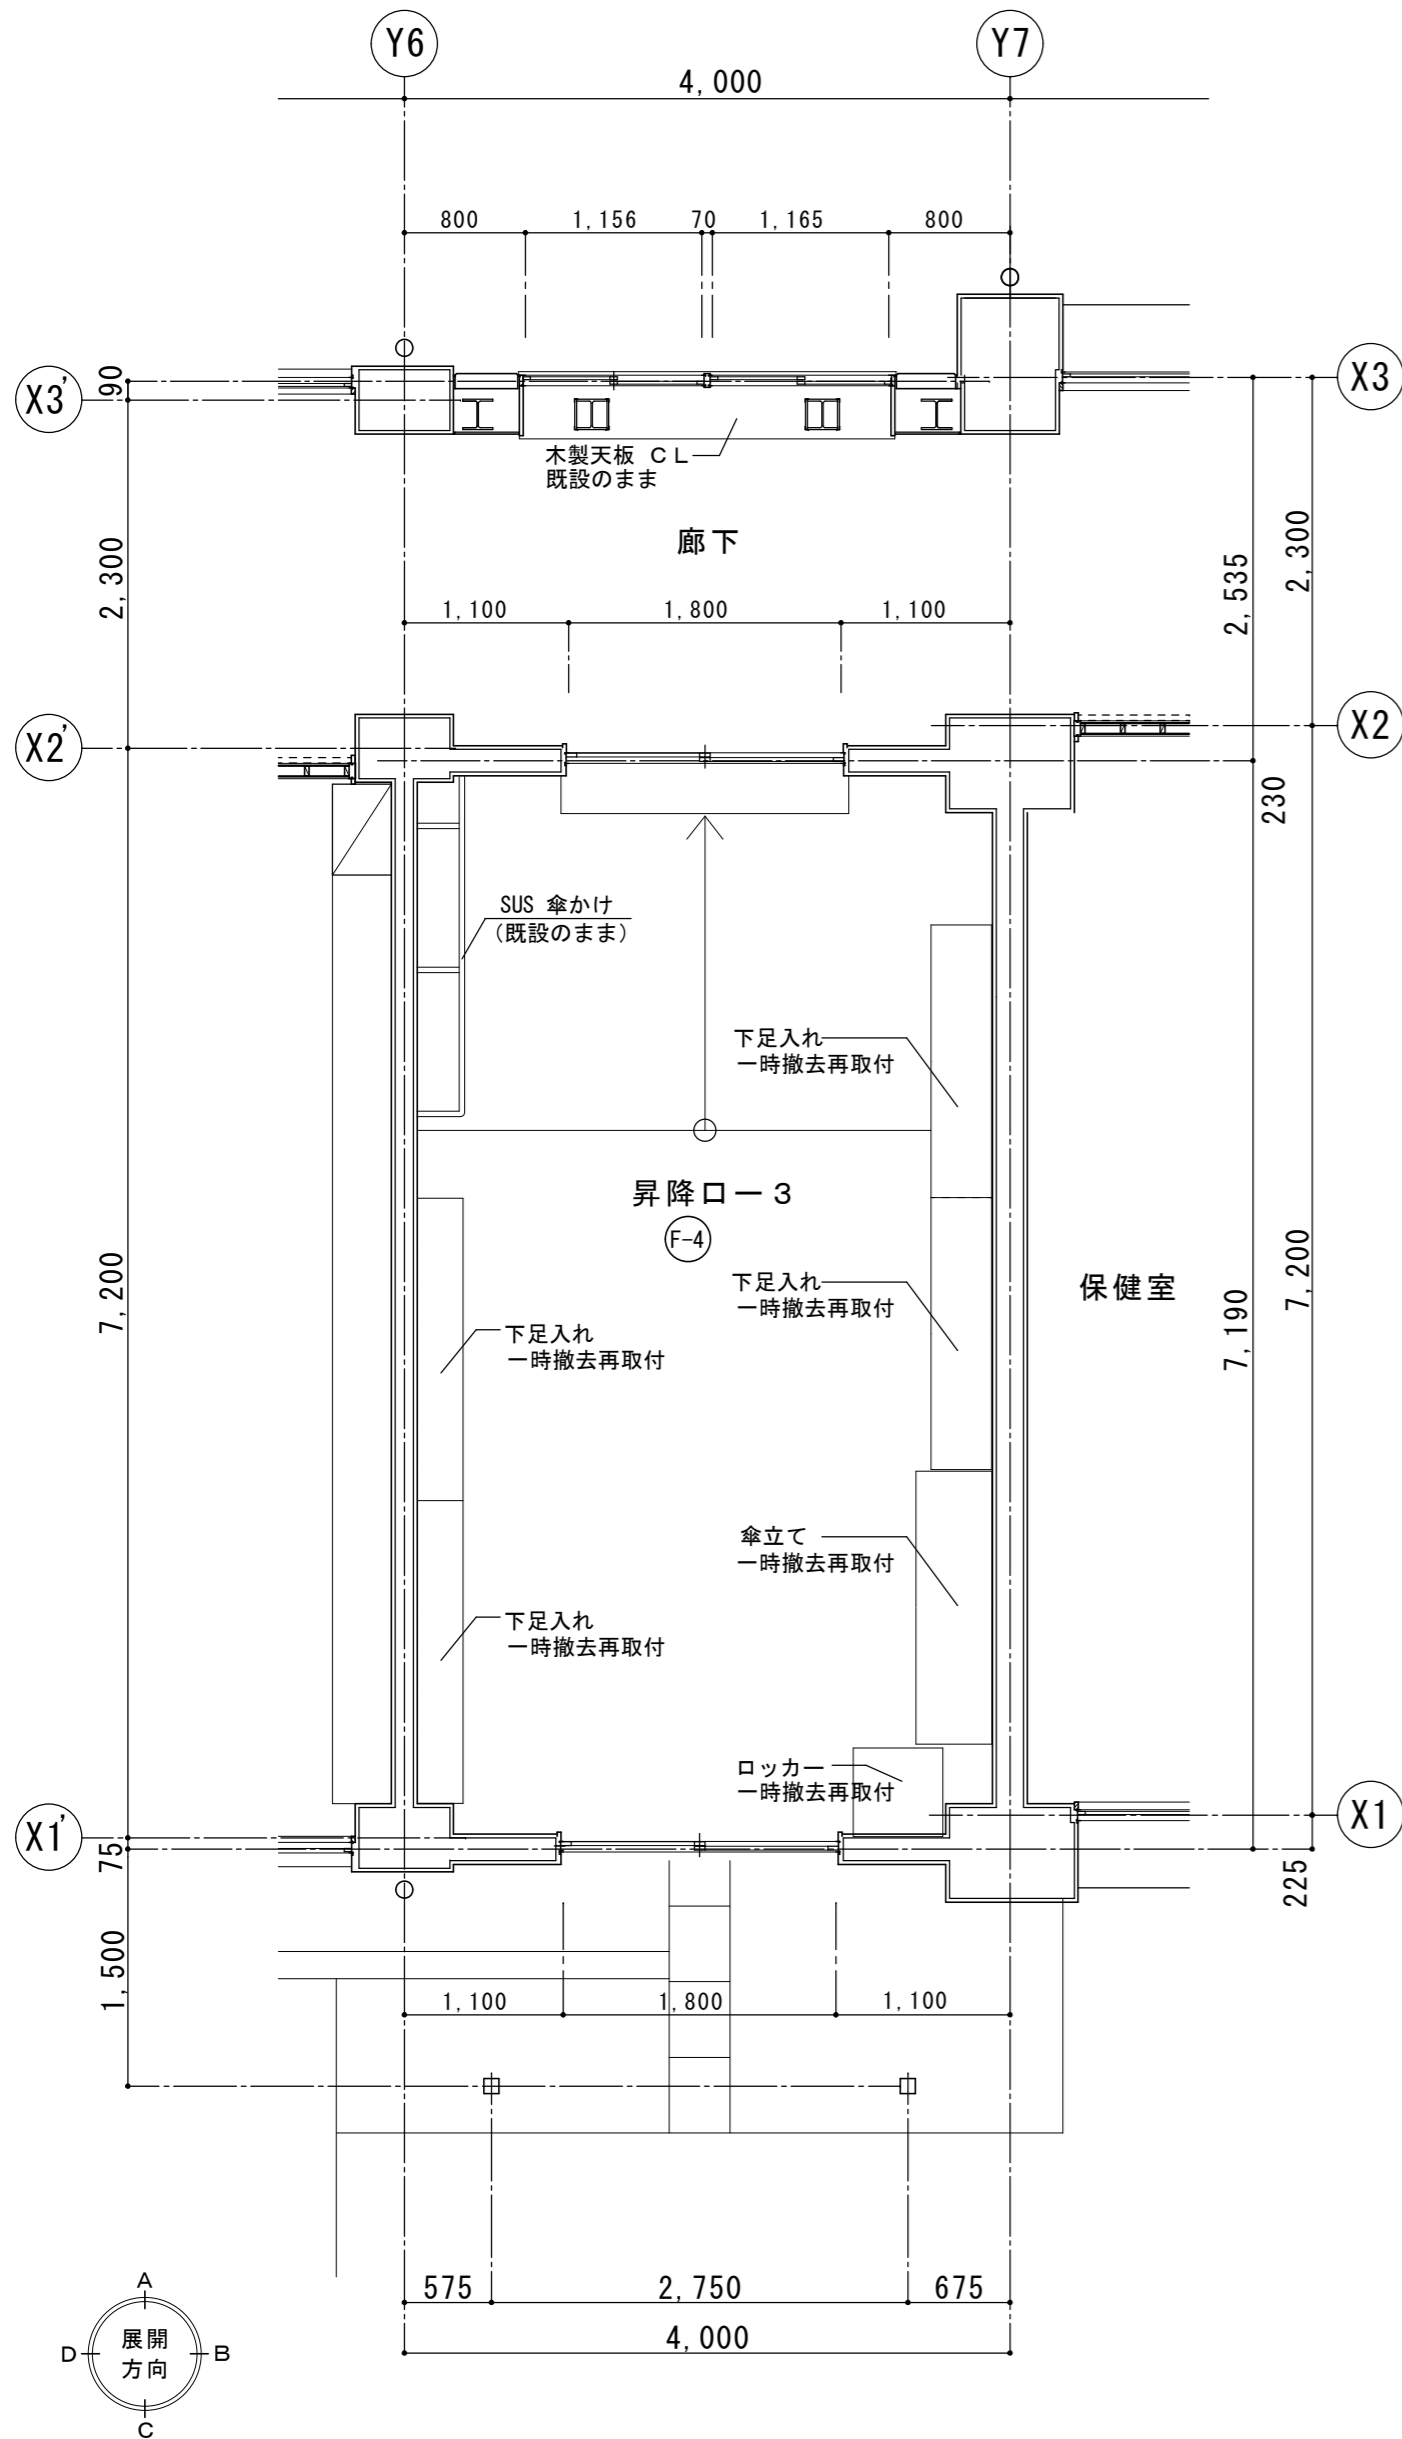 Y6
Y7
4,000
800
1,156
70
1,165
800
X3'
90
X3
木製天板 CL
既設のまま
廊下
2,300
2,535
2,300
1,100
1,800
1,100
X2'
X2
230
SUS 傘かけ
(既設のまま)
下足入れ
一時撤去再取付
昇降口ー3
F-4
7,200
下足入れ
一時撤去再取付
保健室
7,190
7,200
下足入れ
一時撤去再取付
傘立て
一時撤去再取付
下足入れ
一時撤去再取付
ロッカー
一時撤去再取付
X1'
X1
75
225
1,500
1,100
1,800
1,100
575
2,750
675
4,000
A
展開
D
B
方向
C